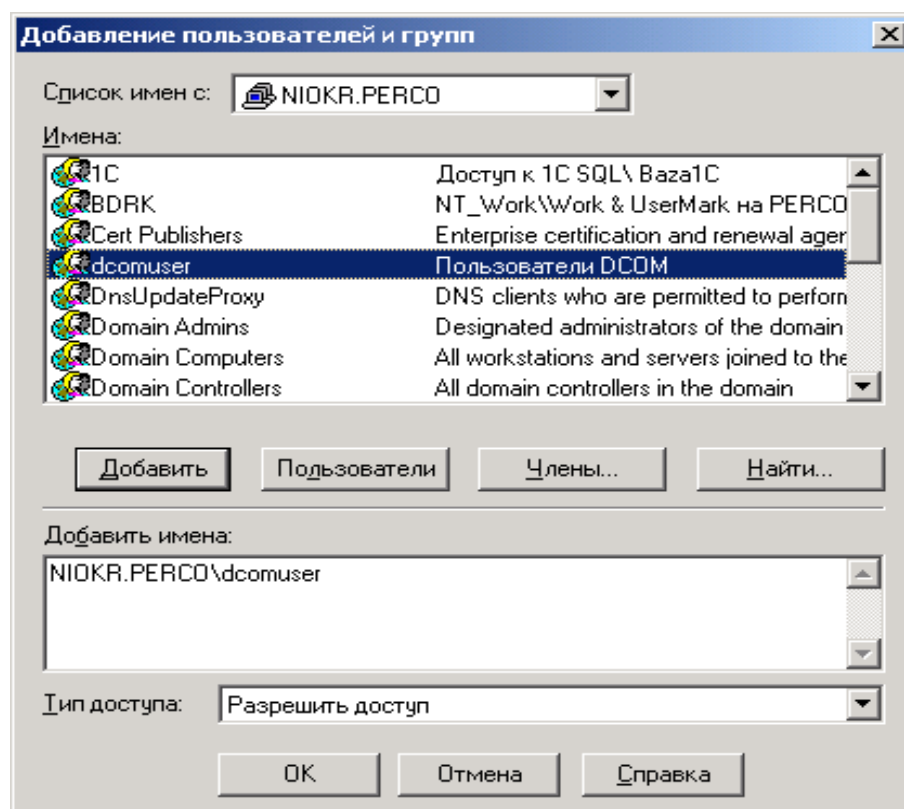 Добавление пользователей и групп
Список имен с: NIOKR.PERCO
Имена:
1C Доступ к 1С SQL\ Baza1C
BDRK NT_Work\Work & UserMark на PERCO
Cert Publishers Enterprise certification and renewal ager
dcomuser Пользователи DCOM
DnsUpdateProxy DNS clients who are permitted to perform
Domain Admins Designated administrators of the domain
Domain Computers All workstations and servers joined to the
Domain Controllers All domain controllers in the domain
Добавить Пользователи Члены... Найти...
Добавить имена:
NIOKR.PERCO\dcomuser
Тип доступа: Разрешить доступ
OK Отмена Справка